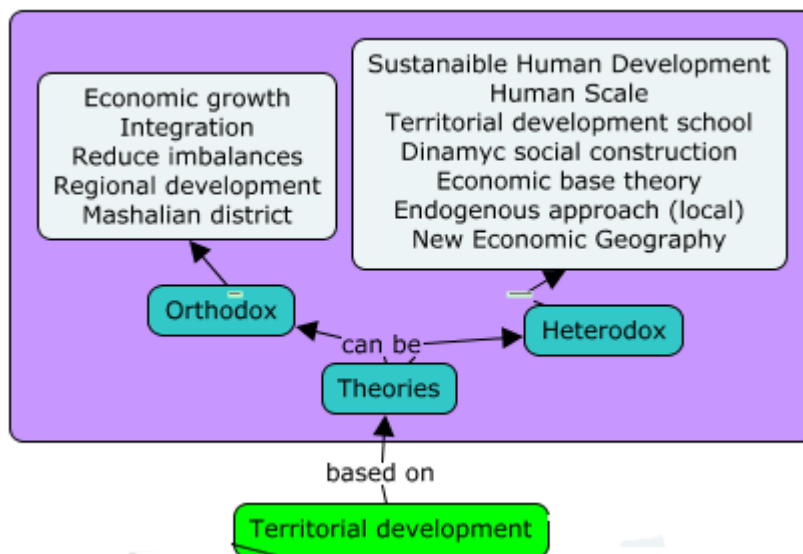 Economic growth
Integration
Reduce imbalances
Regional development
Mashalian district
Sustanaible Human Development
Human Scale
Territorial development school
Dinamyc social construction
Economic base theory
Endogenous approach (local)
New Economic Geography
Orthodox
Heterodox
can be
Theories
based on
Territorial development